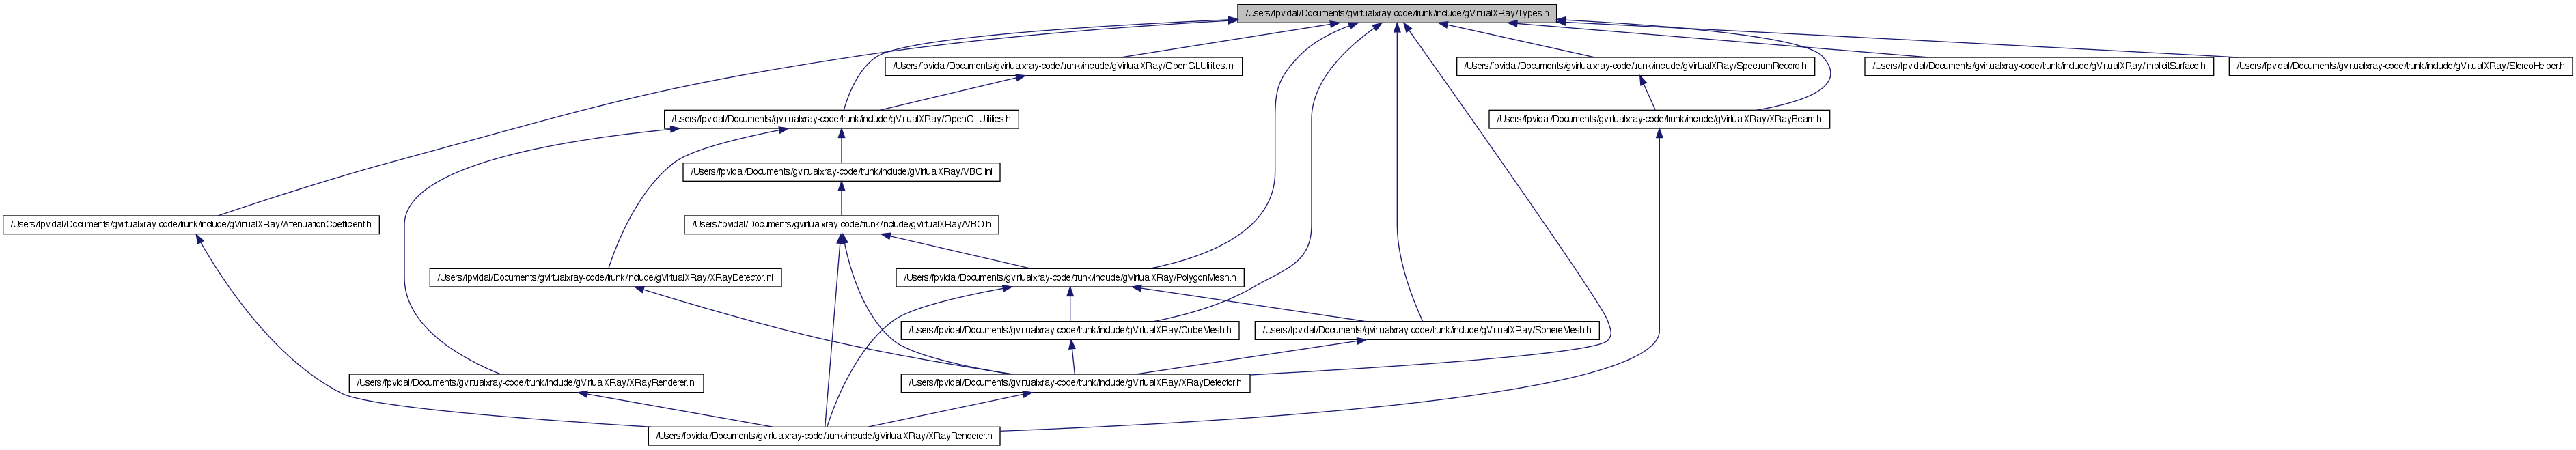 /Users/fpvidal/Documents/gvirtualxray-code/trunk/include/gVirtualXRay/Types.h
/Users/fpvidal/Documents/gvirtualxray-code/trunk/include/gVirtualXRay/OpenGLUtilities.inl
/Users/fpvidal/Documents/gvirtualxray-code/trunk/include/gVirtualXRay/SpectrumRecord.h
/Users/fpvidal/Documents/gvirtualxray-code/trunk/include/gVirtualXRay/ImplicitSurface.h
/Users/fpvidal/Documents/gvirtualxray-code/trunk/include/gVirtualXRay/StereoHelper.h
/Users/fpvidal/Documents/gvirtualxray-code/trunk/include/gVirtualXRay/OpenGLUtilities.h
/Users/fpvidal/Documents/gvirtualxray-code/trunk/include/gVirtualXRay/XRayBeam.h
/Users/fpvidal/Documents/gvirtualxray-code/trunk/include/gVirtualXRay/VBO.inl
/Users/fpvidal/Documents/gvirtualxray-code/trunk/include/gVirtualXRay/AttenuationCoefficient.h
/Users/fpvidal/Documents/gvirtualxray-code/trunk/include/gVirtualXRay/VBO.h
/Users/fpvidal/Documents/gvirtualxray-code/trunk/include/gVirtualXRay/XRayDetector.inl
/Users/fpvidal/Documents/gvirtualxray-code/trunk/include/gVirtualXRay/PolygonMesh.h
/Users/fpvidal/Documents/gvirtualxray-code/trunk/include/gVirtualXRay/CubeMesh.h
/Users/fpvidal/Documents/gvirtualxray-code/trunk/include/gVirtualXRay/SphereMesh.h
/Users/fpvidal/Documents/gvirtualxray-code/trunk/include/gVirtualXRay/XRayRenderer.inl
/Users/fpvidal/Documents/gvirtualxray-code/trunk/include/gVirtualXRay/XRayDetector.h
/Users/fpvidal/Documents/gvirtualxray-code/trunk/include/gVirtualXRay/XRayRenderer.h